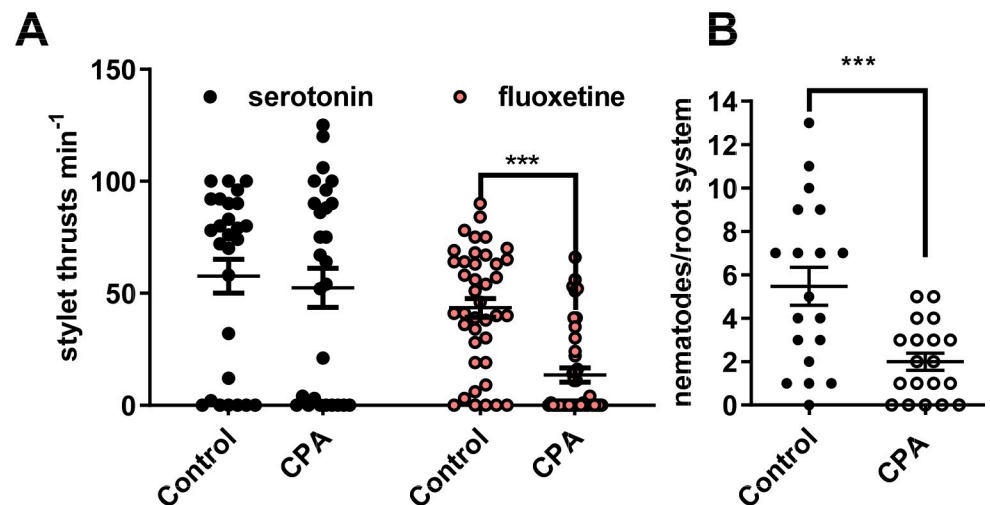 A
stylet thrusts min-1
150
100
50
0
serotonin
fluoxetine
***
Control
CPA
Control
CPA
B
nematodes/root system
***
14
12
10
8
6
4
2
0
Control
CPA